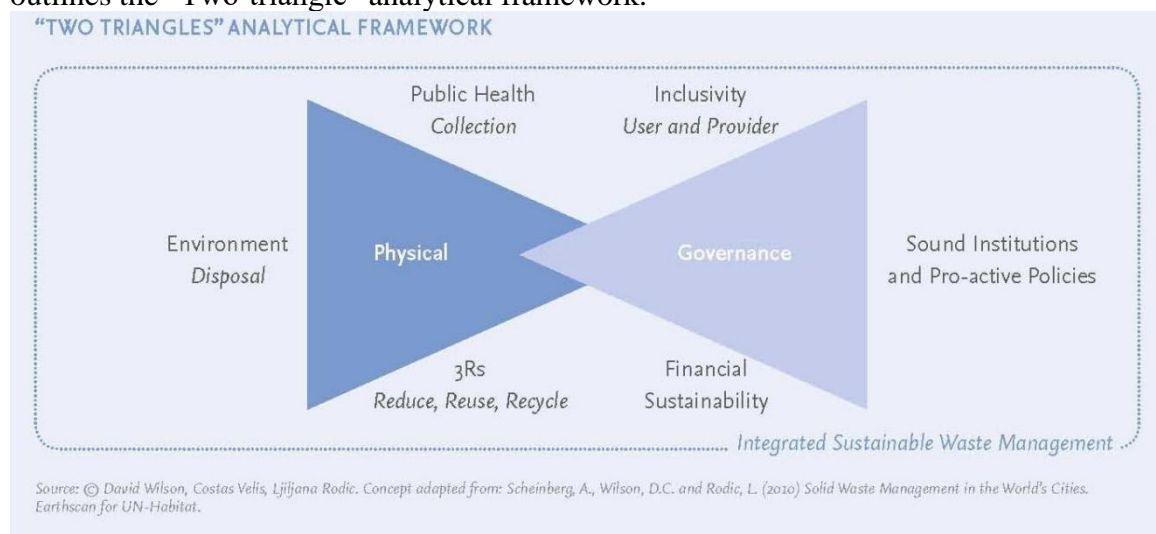 outlines the "Two-triangle" analytical framework.
“TWO TRIANGLES” ANALYTICAL FRAMEWORK
Public Health
Collection
Inclusivity
User and Provider
Environment
Disposal
Physical
Governance
Sound Institutions
and Pro-active Policies
3Rs
Reduce, Reuse, Recycle
Financial
Sustainability
Integrated Sustainable Waste Management
Source: © David Wilson, Costas Velis, Ljiljana Rodic. Concept adapted from: Scheinberg, A., Wilson, D.C. and Rodic, L. (2010) Solid Waste Management in the World's Cities.
Earthscan for UN-Habitat.